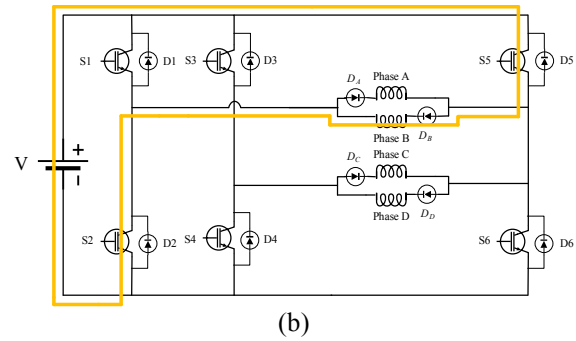 S1 D1 S3 D3 S5 D5
D_A Phase A
Phase B D_B
V + −
D_C Phase C
Phase D D_D
S2 D2 S4 D4 S6 D6
(b)